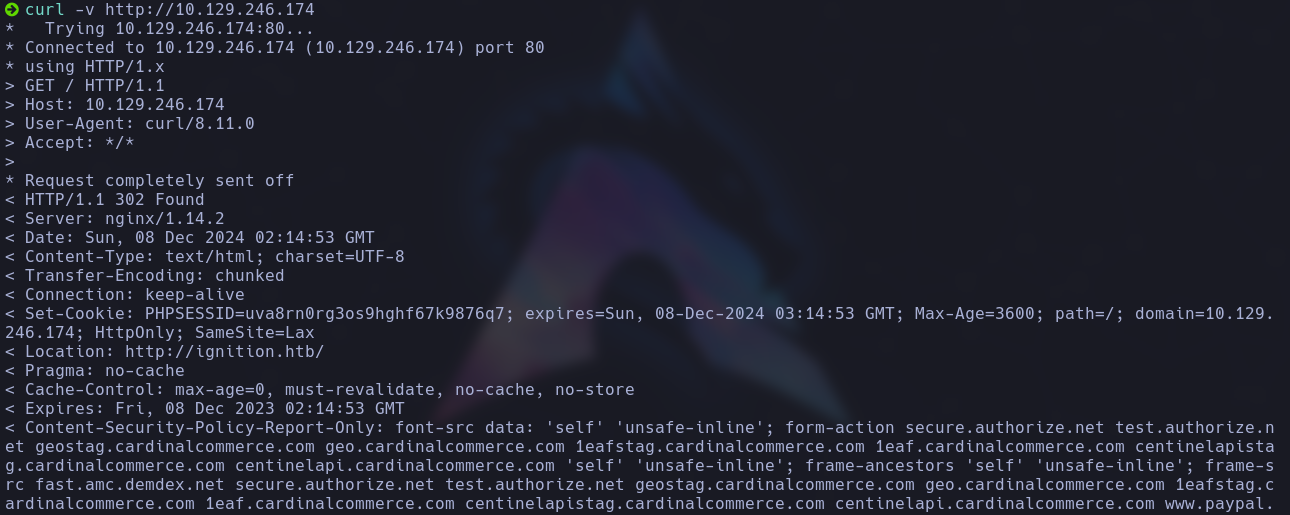 curl -v http://10.129.246.174
*   Trying 10.129.246.174:80...
* Connected to 10.129.246.174 (10.129.246.174) port 80
* using HTTP/1.x
> GET / HTTP/1.1
> Host: 10.129.246.174
> User-Agent: curl/8.11.0
> Accept: */*
>
* Request completely sent off
< HTTP/1.1 302 Found
< Server: nginx/1.14.2
< Date: Sun, 08 Dec 2024 02:14:53 GMT
< Content-Type: text/html; charset=UTF-8
< Transfer-Encoding: chunked
< Connection: keep-alive
< Set-Cookie: PHPSESSID=uva8rn0rg3os9hghf67k9876q7; expires=Sun, 08-Dec-2024 03:14:53 GMT; Max-Age=3600; path=/; domain=10.129.
246.174; HttpOnly; SameSite=Lax
< Location: http://ignition.htb/
< Pragma: no-cache
< Cache-Control: max-age=0, must-revalidate, no-cache, no-store
< Expires: Fri, 08 Dec 2023 02:14:53 GMT
< Content-Security-Policy-Report-Only: font-src data: 'self' 'unsafe-inline'; form-action secure.authorize.net test.authorize.n
et geostag.cardinalcommerce.com geo.cardinalcommerce.com 1eafstag.cardinalcommerce.com 1eaf.cardinalcommerce.com centinelapista
g.cardinalcommerce.com centinelapi.cardinalcommerce.com 'self' 'unsafe-inline'; frame-ancestors 'self' 'unsafe-inline'; frame-s
rc fast.amc.demdex.net secure.authorize.net test.authorize.net geostag.cardinalcommerce.com geo.cardinalcommerce.com 1eafstag.c
ardinalcommerce.com 1eaf.cardinalcommerce.com centinelapistag.cardinalcommerce.com centinelapi.cardinalcommerce.com www.paypal.